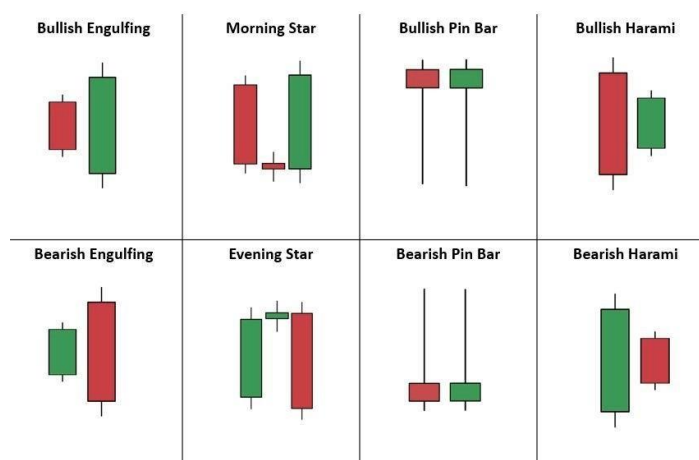 Bullish Engulfing
Morning Star
Bullish Pin Bar
Bullish Harami
Bearish Engulfing
Evening Star
Bearish Pin Bar
Bearish Harami